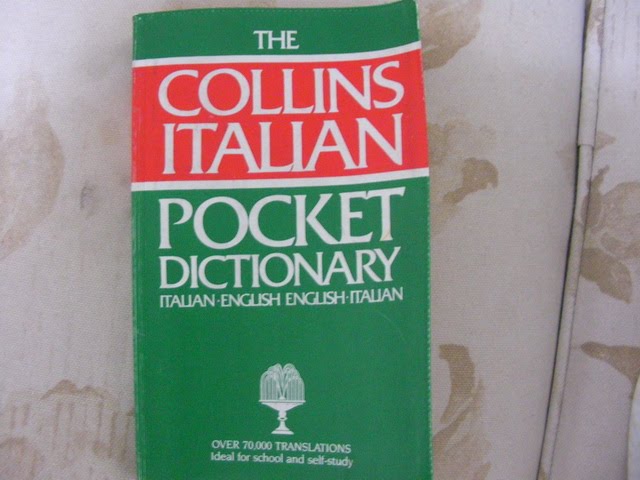 THE
COLLINS
ITALIAN
POCKET
DICTIONARY
ITALIAN·ENGLISH ENGLISH·ITALIAN
OVER 70,000 TRANSLATIONS
Ideal for school and self-study